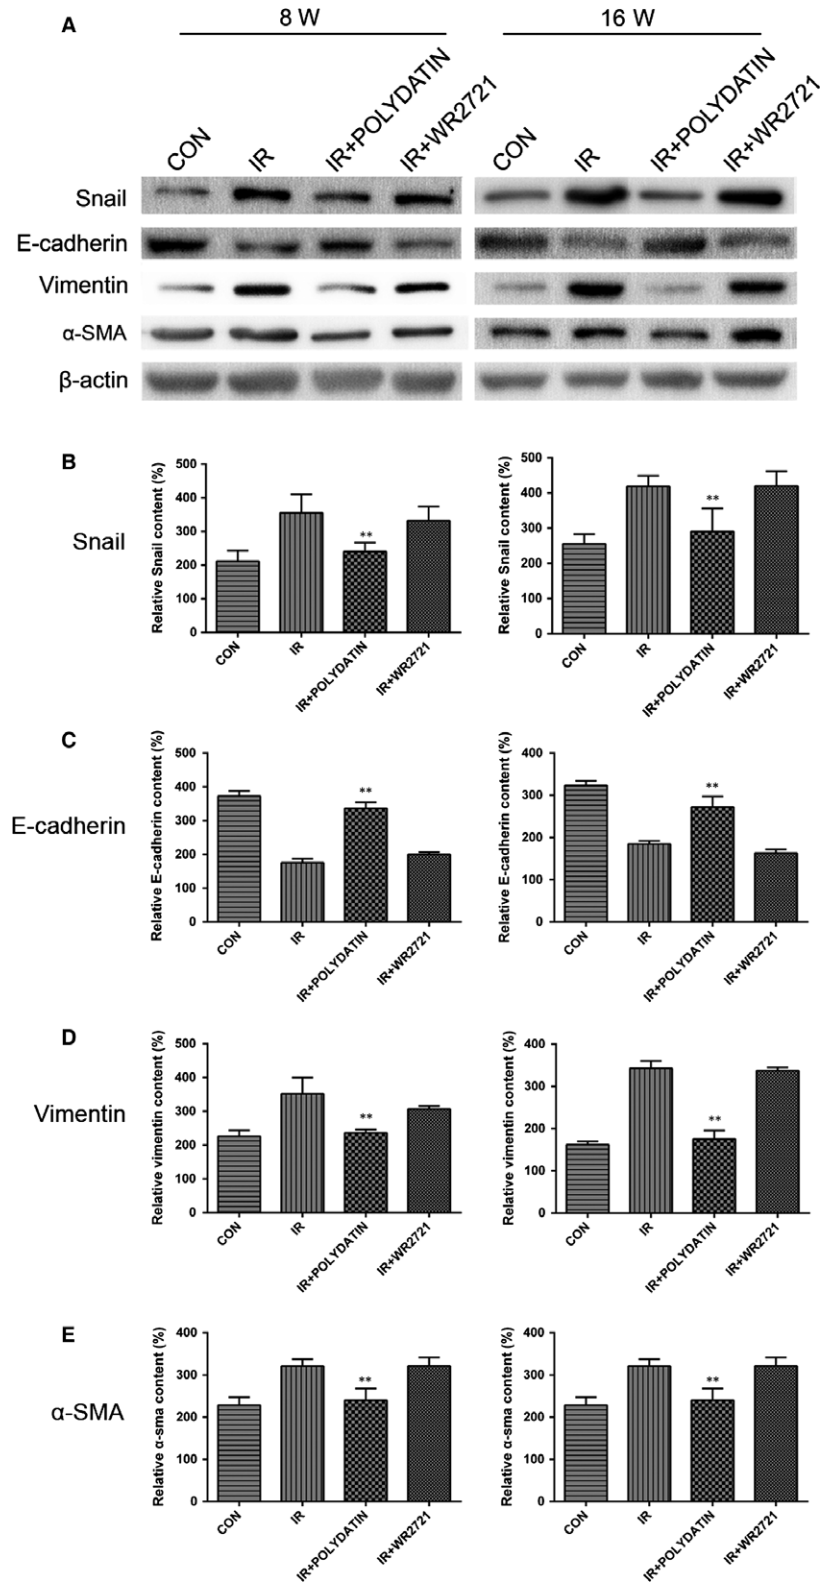 A
8 W
16 W
CON
IR
IR+POLYDATIN
IR+WR2721
CON
IR
IR+POLYDATIN
IR+WR2721
Snail
E-cadherin
Vimentin
α-SMA
β-actin
B
Snail
Relative Snail content (%)
500
400
300
200
100
0
**
CON
IR
IR+POLYDATIN
IR+WR2721
Relative Snail content (%)
500
400
300
200
100
0
**
CON
IR
IR+POLYDATIN
IR+WR2721
C
E-cadherin
Relative E-cadherin content (%)
500
400
300
200
100
0
**
CON
IR
IR+POLYDATIN
IR+WR2721
Relative E-cadherin content (%)
400
300
200
100
0
**
CON
IR
IR+POLYDATIN
IR+WR2721
D
Vimentin
Relative vimentin content (%)
500
400
300
200
100
0
**
CON
IR
IR+POLYDATIN
IR+WR2721
Relative vimentin content (%)
400
300
200
100
0
**
CON
IR
IR+POLYDATIN
IR+WR2721
E
α-SMA
Relative α-sma content (%)
400
300
200
100
0
**
CON
IR
IR+POLYDATIN
IR+WR2721
Relative α-sma content (%)
400
300
200
100
0
**
CON
IR
IR+POLYDATIN
IR+WR2721